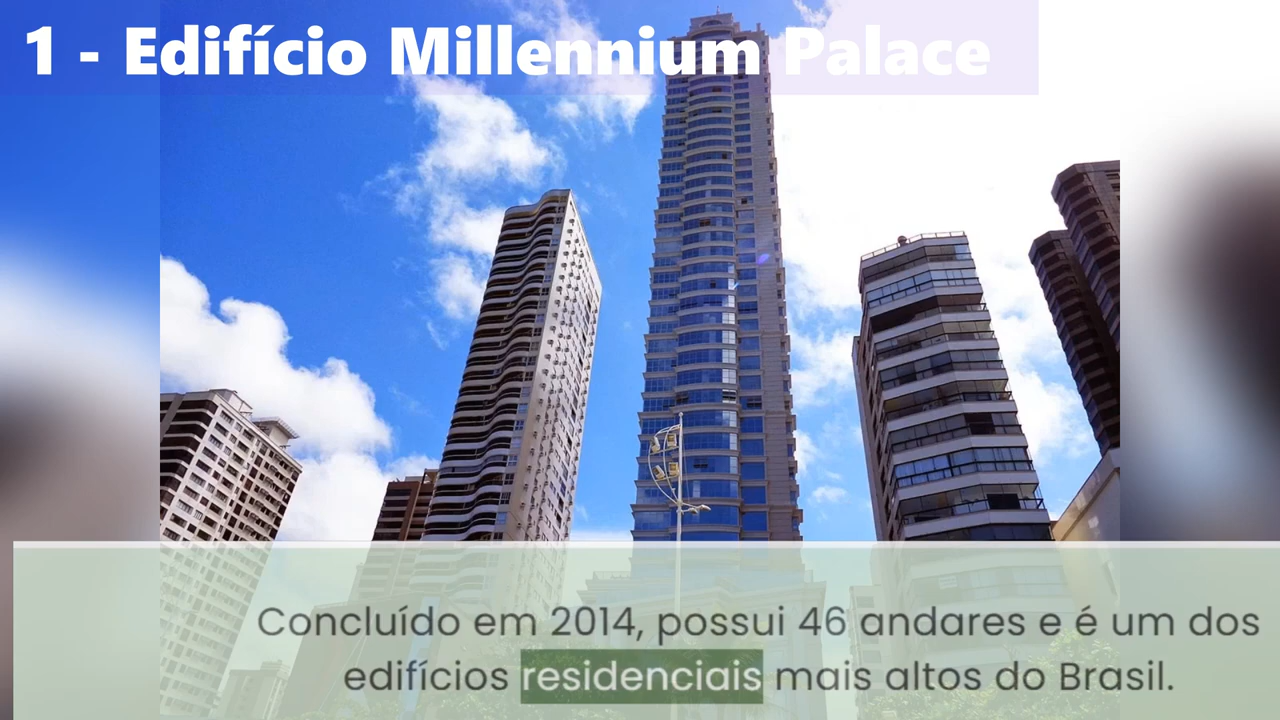 1 - Edifício Millennium Palace
Concluído em 2014, possui 46 andares e é um dos
edifícios residenciais mais altos do Brasil.